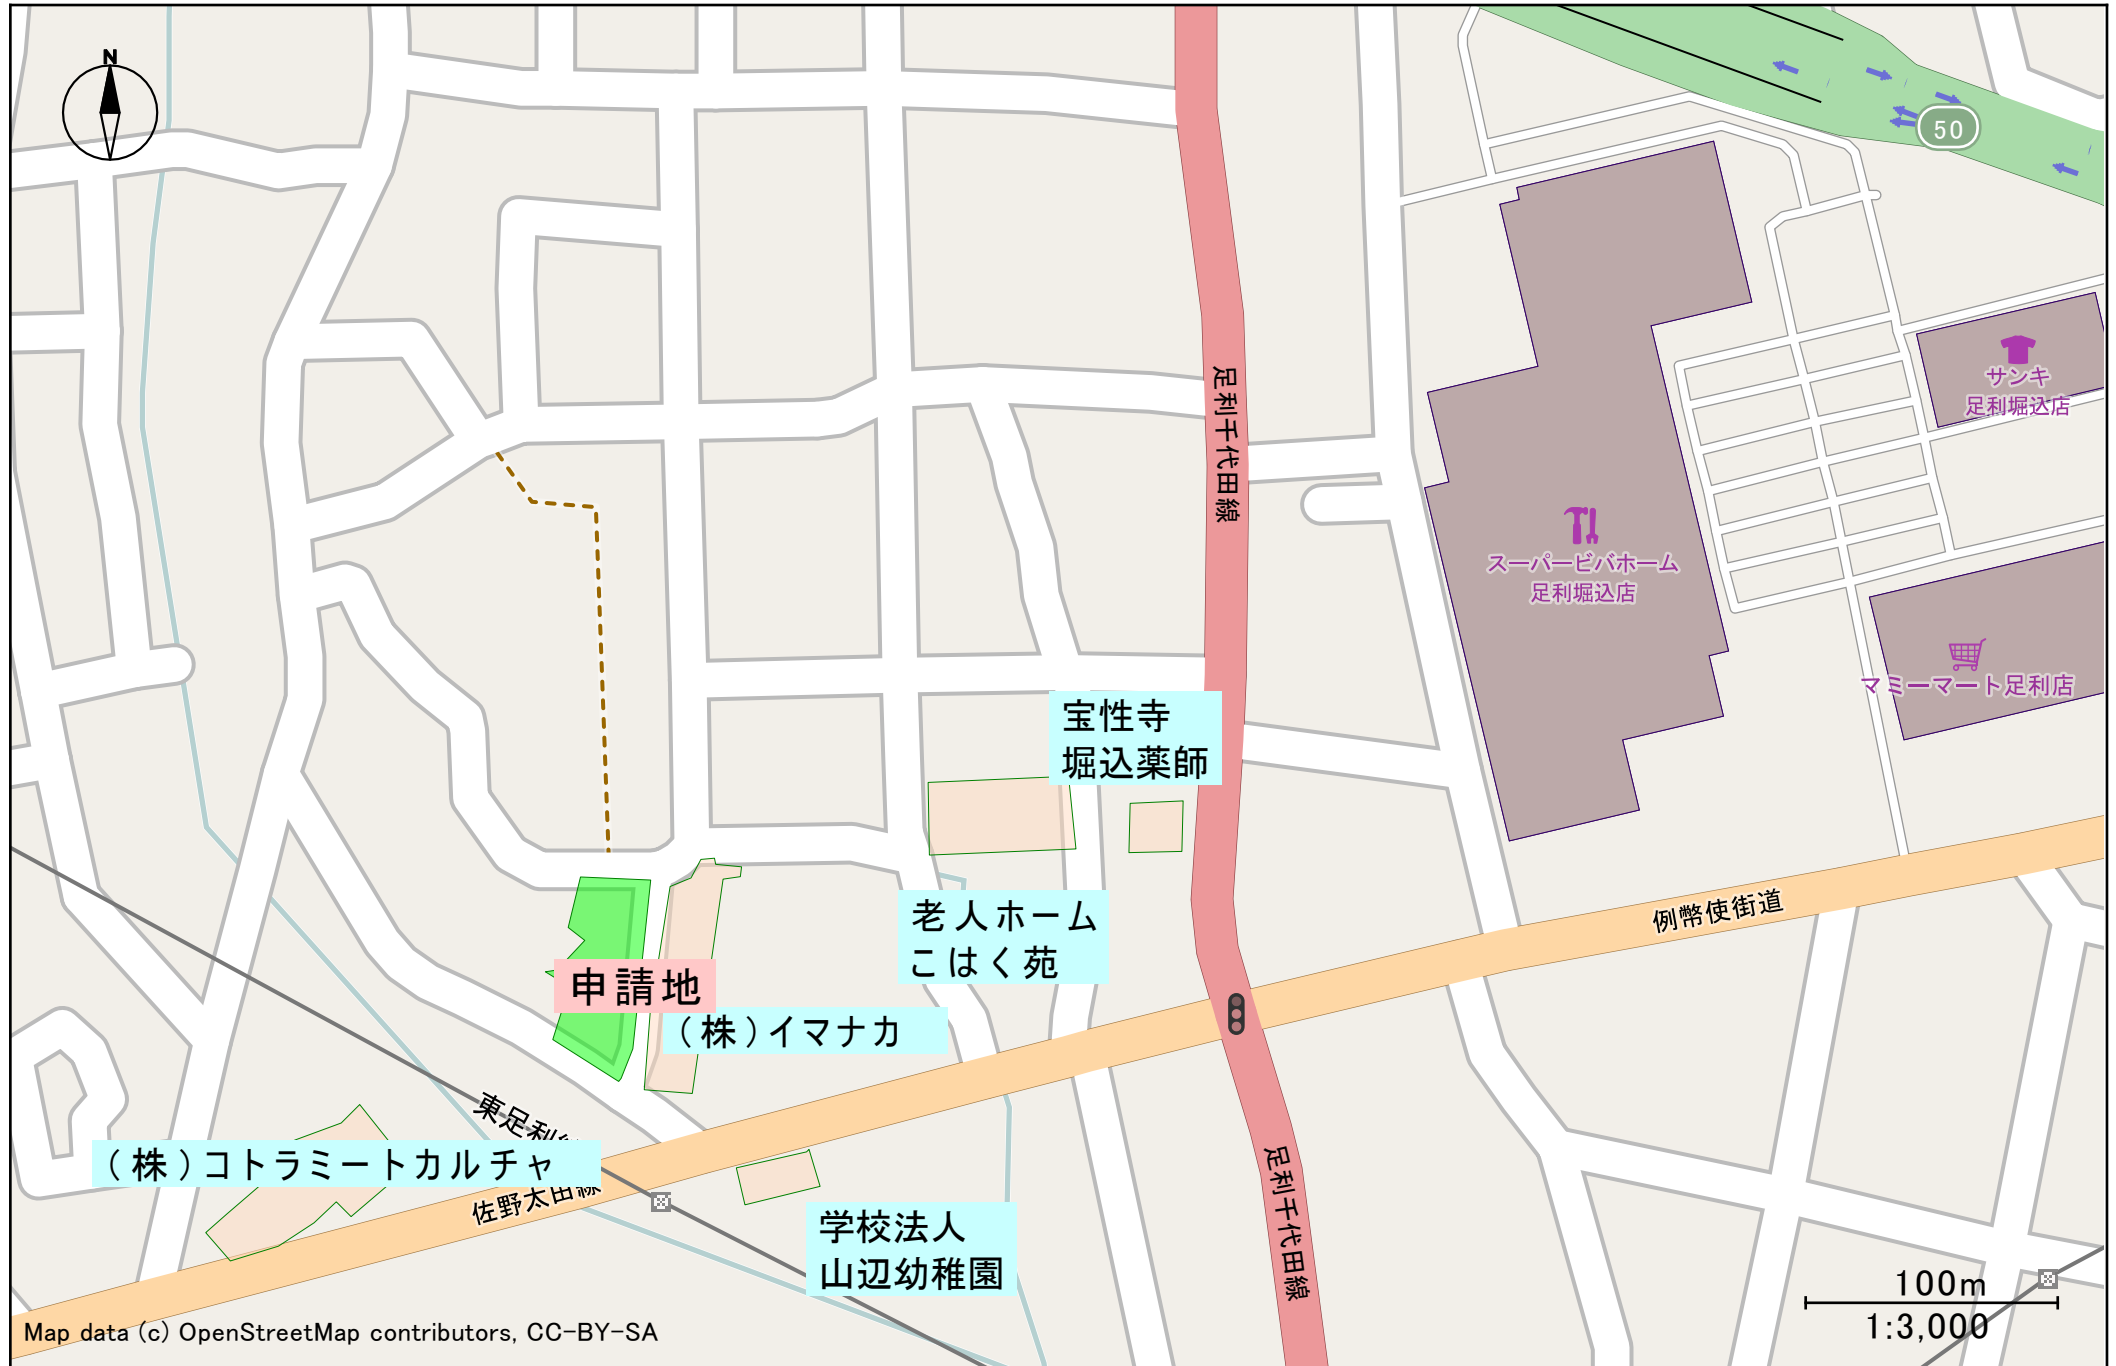 N
50
足利千代田線
サンキ
足利堀込店
スーパービバホーム
足利堀込店
マミーマート足利店
宝性寺
堀込薬師
老人ホーム
こはく苑
例幣使街道
申請地
（株）イマナカ
東足利線
（株）コトラミートカルチャ
佐野太田線
学校法人
山辺幼稚園
足利千代田線
100m
1:3,000
Map data (c) OpenStreetMap contributors, CC-BY-SA